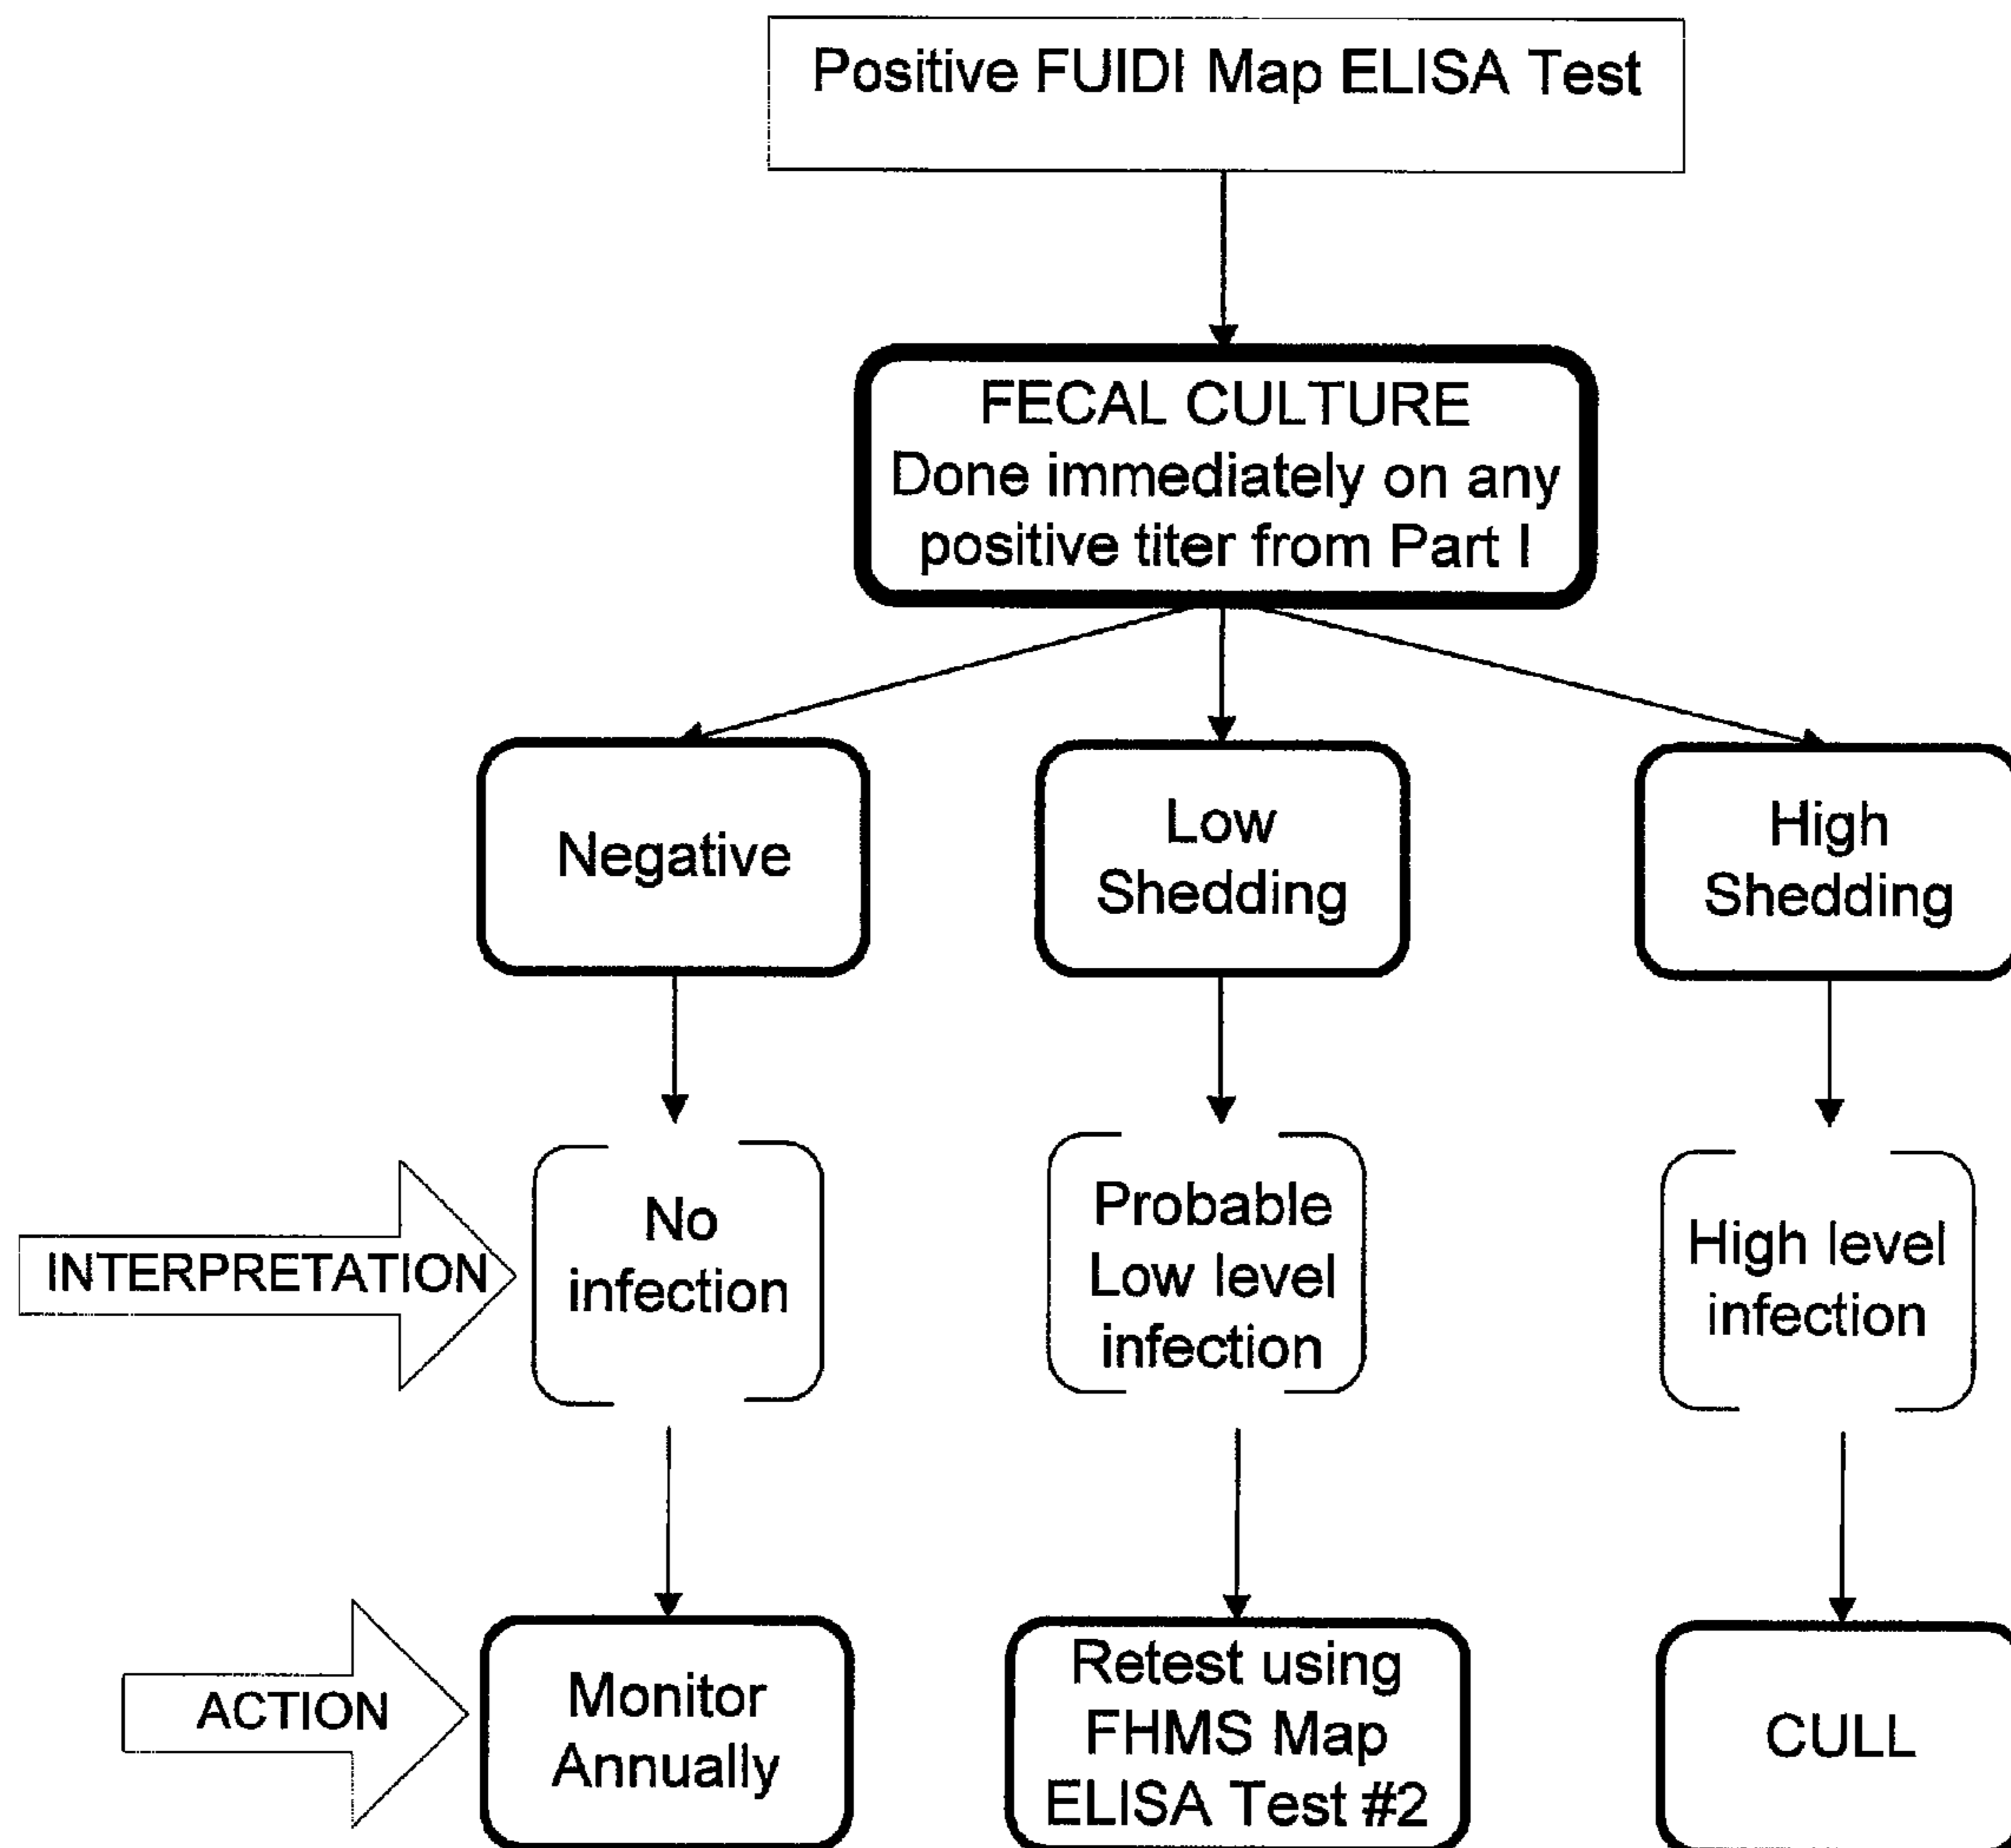 Positive FUIDI Map ELISA Test
FECAL CULTURE
Done immediately on any
positive titer from Part I
Negative
Low
Shedding
High
Shedding
INTERPRETATION
No
infection
Probable
Low level
infection
High level
infection
ACTION
Monitor
Annually
Retest using
FHMS Map
ELISA Test #2
CULL